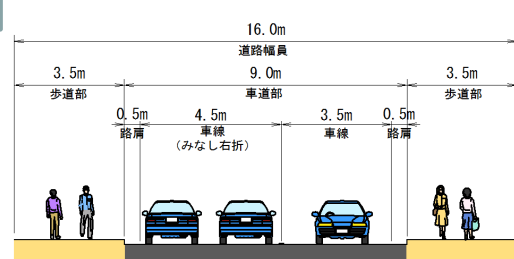 16.0m
道路幅員
3.5m
歩道部
9.0m
車道部
3.5m
歩道部
0.5m
路肩
4.5m
車線
(みなし右折)
3.5m
車線
0.5m
路肩